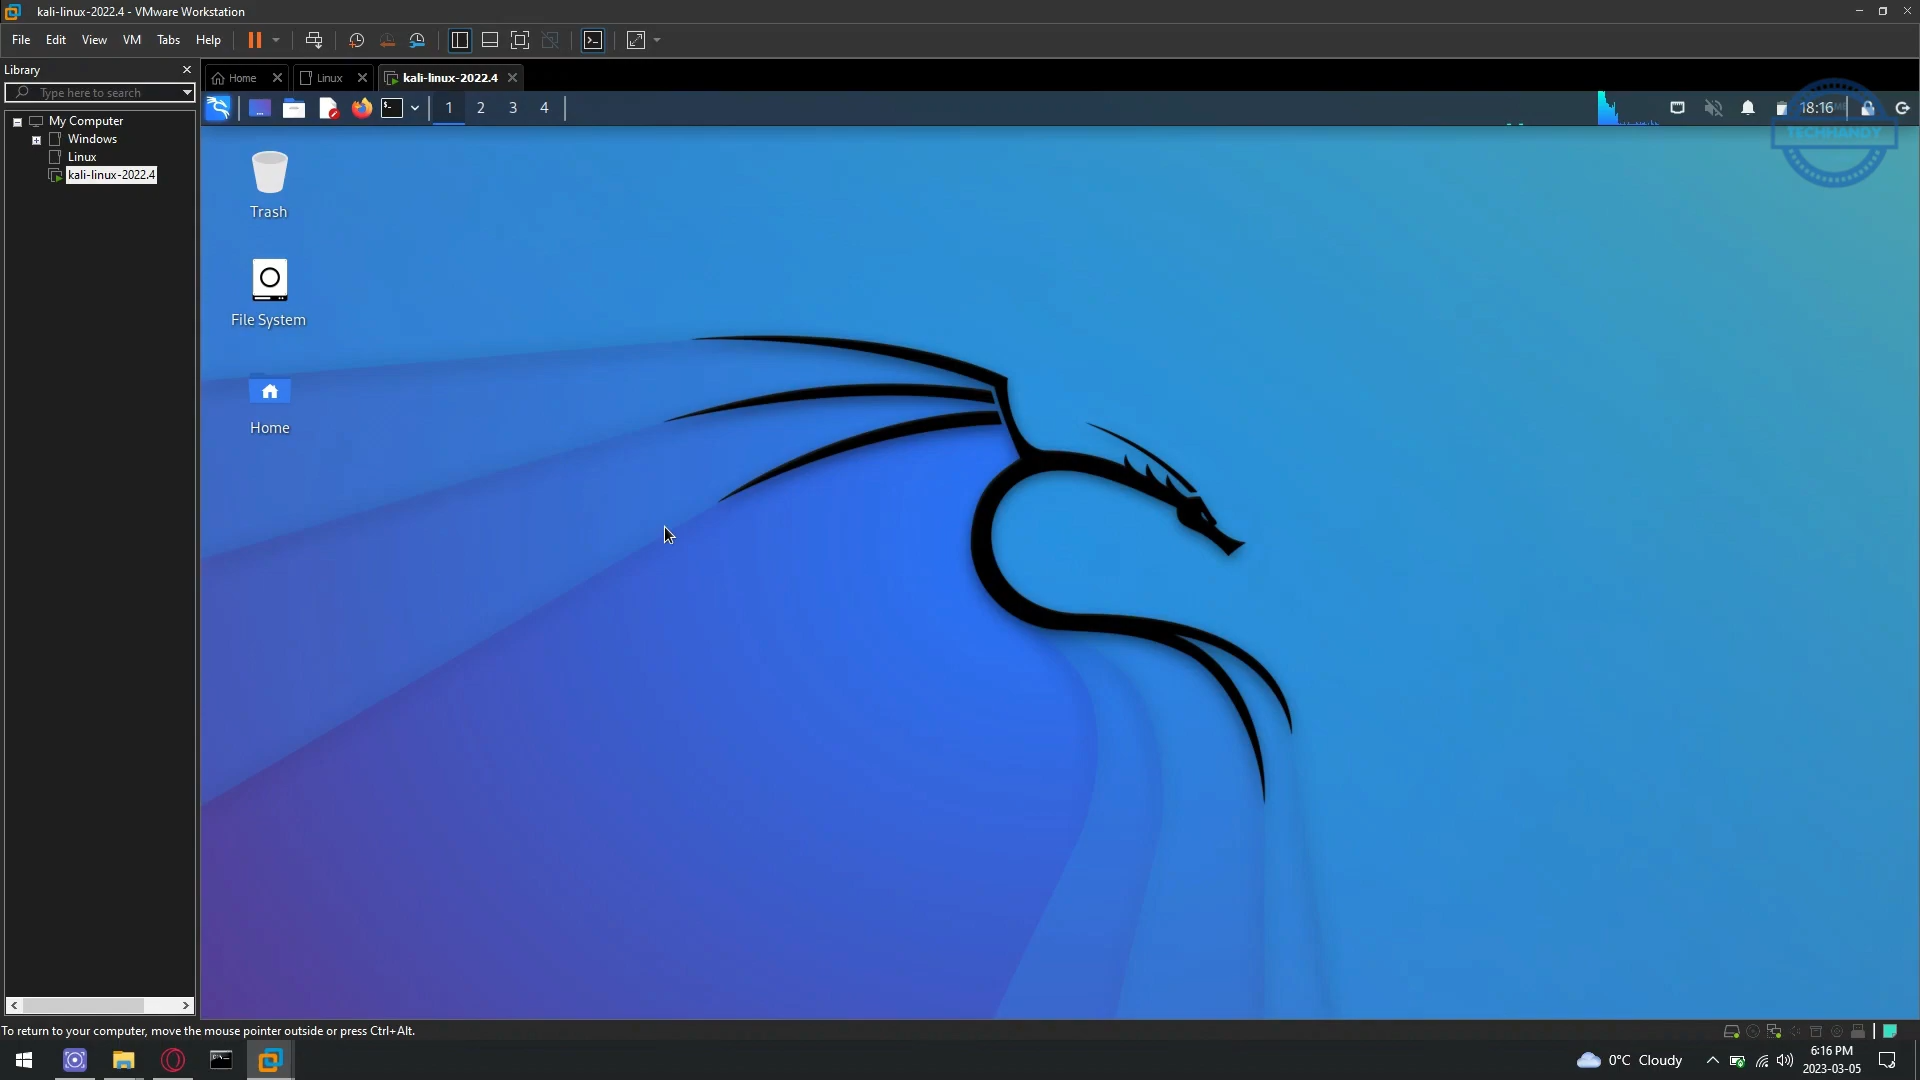 kali-linux-2022.4 - VMware Workstation
File Edit View VM Tabs Help
Library
Home Linux kali-linux-2022.4
Type here to search
1 2 3 4
18:16
TECHHANDY
My Computer
Windows
Linux
kali-linux-2022.4
Trash
File System
Home
To return to your computer, move the mouse pointer outside or press Ctrl+Alt.
0°C Cloudy
6:16 PM
2023-03-05